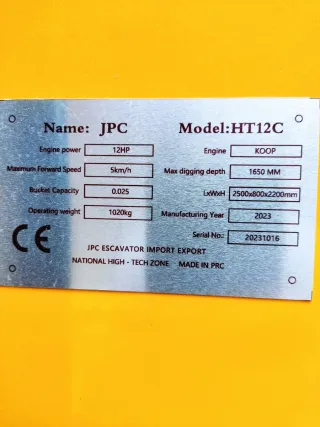 Name: JPC Model:HT12C
Engine power 12HP Engine KOOP
Maximum Forward Speed 5km/h Max digging depth 1650 MM
Bucket Capacity 0.025 LxWxH 2500x800x2200mm
Operating weight 1020kg Manufacturing Year 2023
Serial No.: 20231016
CE
JPC ESCAVATOR IMPORT EXPORT
NATIONAL HIGH - TECH ZONE MADE IN PRC